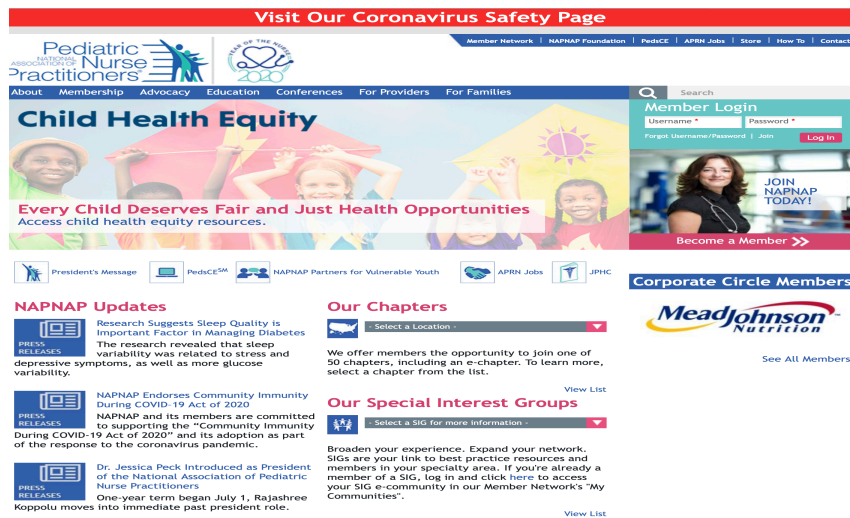 Visit Our Coronavirus Safety Page
Member Network | NAPNAP Foundation | PedsCE | APRN Jobs | Store | How To | Contact
NATIONAL
ASSOCIATION OF
Pediatric
Nurse
Practitioners
YEAR OF THE NURSE
2020
About Membership Advocacy Education Conferences For Providers For Families
Search
Child Health Equity
Every Child Deserves Fair and Just Health Opportunities
Access child health equity resources.
Member Login
Username *
Password *
Forgot Username/Password | Join
Log In
JOIN
NAPNAP
TODAY!
Become a Member
President's Message
PedsCE℠
NAPNAP Partners for Vulnerable Youth
APRN Jobs
JPHC
Corporate Circle Members
MeadJohnson™
Nutrition
See All Members
NAPNAP Updates
PRESS
RELEASES
Research Suggests Sleep Quality is
Important Factor in Managing Diabetes
The research revealed that sleep
variability was related to stress and
depressive symptoms, as well as more glucose
variability.
PRESS
RELEASES
NAPNAP Endorses Community Immunity
During COVID-19 Act of 2020
NAPNAP and its members are committed
to supporting the “Community Immunity
During COVID-19 Act of 2020” and its adoption as part
of the response to the coronavirus pandemic.
PRESS
RELEASES
Dr. Jessica Peck Introduced as President
of the National Association of Pediatric
Nurse Practitioners
One-year term began July 1, Rajashree
Koppolu moves into immediate past president role.
Our Chapters
- Select a Location -
We offer members the opportunity to join one of
50 chapters, including an e-chapter. To learn more,
select a chapter from the list.
View List
Our Special Interest Groups
- Select a SIG for more information -
Broaden your experience. Expand your network.
SIGs are your link to best practice resources and
members in your specialty area. If you're already a
member of a SIG, log in and click here to access
your SIG e-community in our Member Network's "My
Communities".
View List